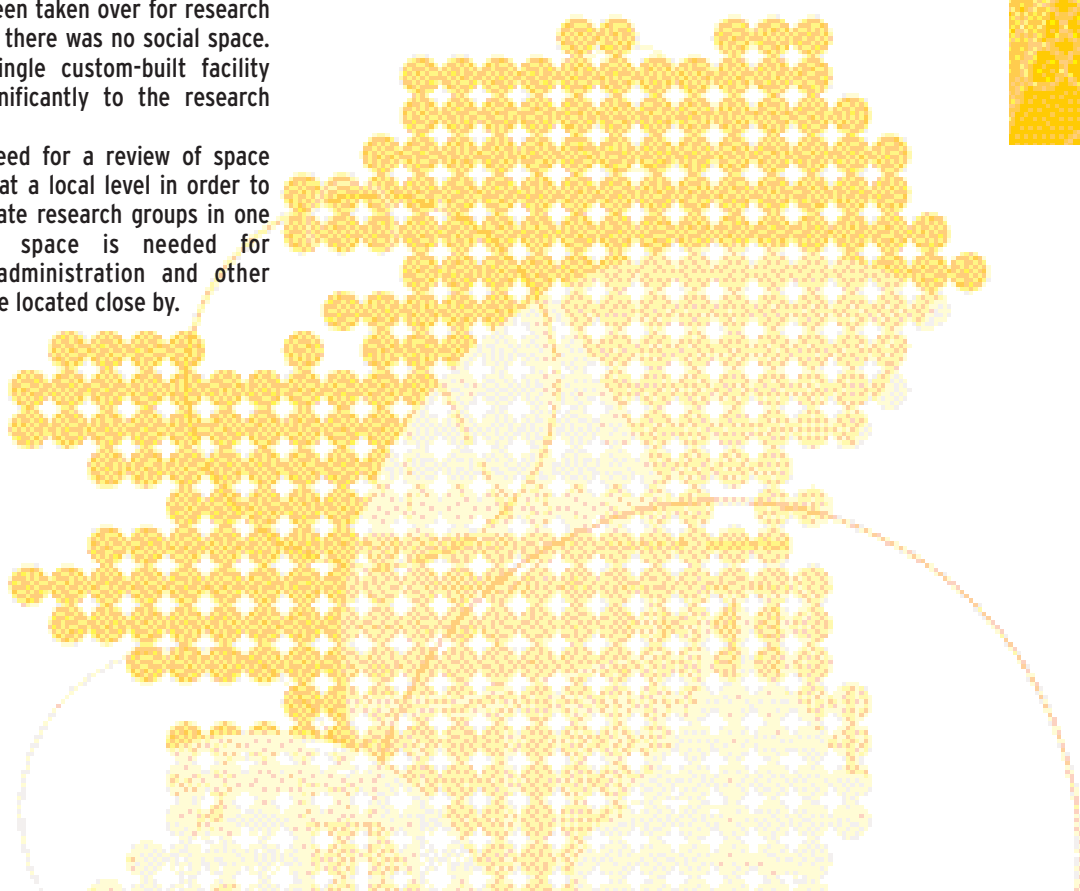 een taken over for research
there was no social space.
ingle custom-built facility
nificantly to the research
eed for a review of space
at a local level in order to
ate research groups in one
space is needed for
administration and other
e located close by.